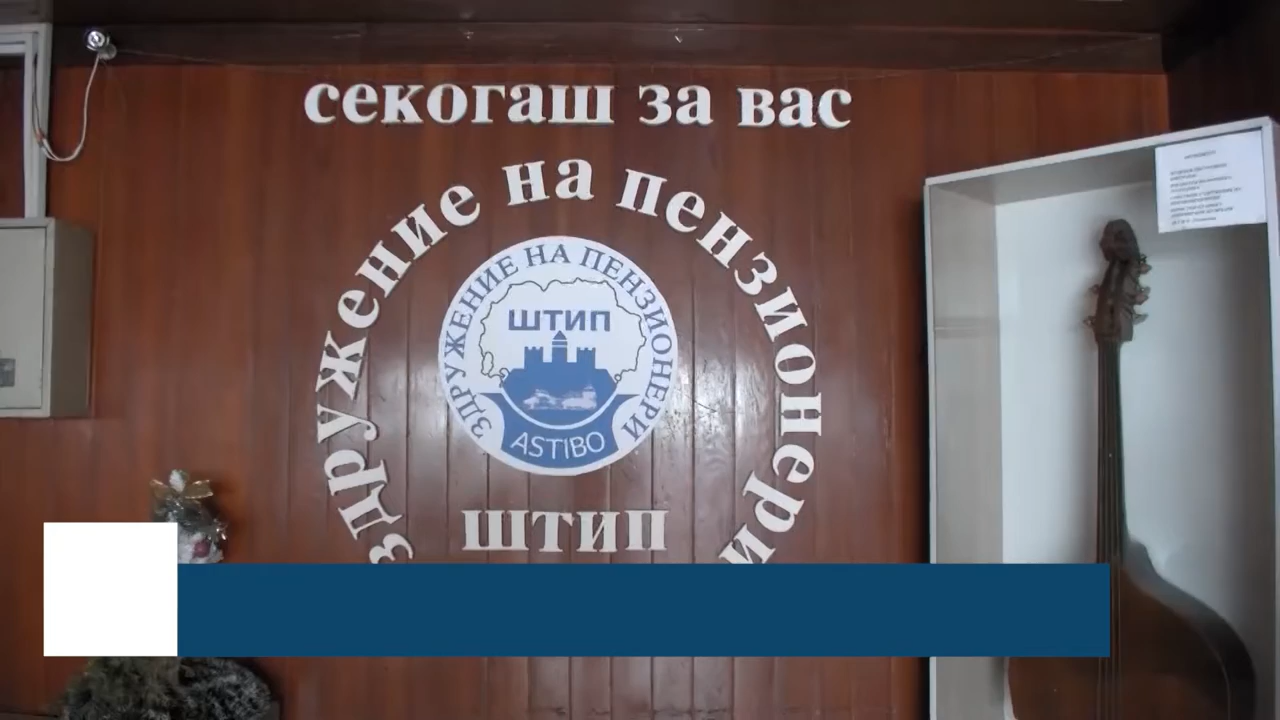 секогаш за вас
здружение на пензионери
ЗДРУЖЕНИЕ НА ПЕНЗИОНЕРИ
ШТИП
ASTIBO
штип